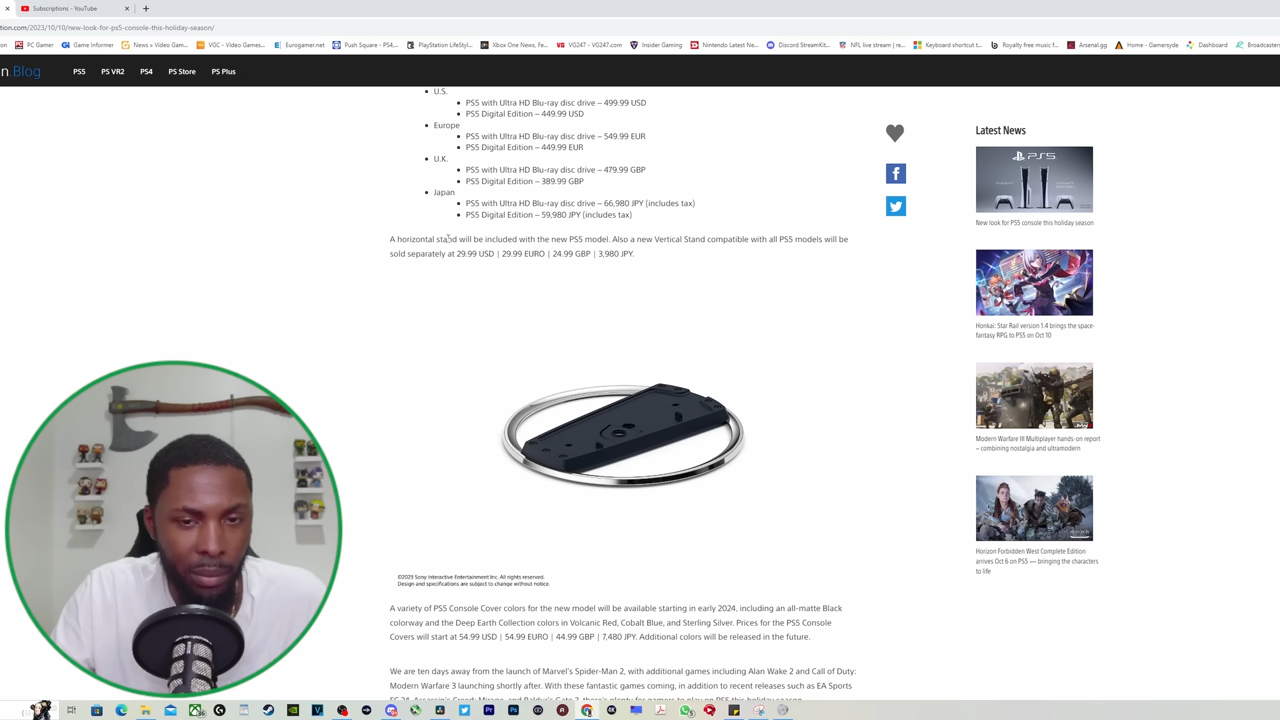 Subscriptions - YouTube
tion.com/2023/10/10/new-look-for-ps5-console-this-holiday-season/
on PC Gamer Game Informer News » Video Gam... VGC - Video Games... Eurogamer.net Push Square - PS4,... PlayStation LifeStyl... Xbox One News, Fe... VG247 - VG247.com Insider Gaming Nintendo Latest Ne... Discord StreamKit... NFL live stream | re... Keyboard shortcut t... Royalty free music f... Arsenal.gg Home - Gamersyde Dashboard Broadcasters
n.Blog PS5 PS VR2 PS4 PS Store PS Plus
U.S.
PS5 with Ultra HD Blu-ray disc drive – 499.99 USD
PS5 Digital Edition – 449.99 USD
Europe
PS5 with Ultra HD Blu-ray disc drive – 549.99 EUR
PS5 Digital Edition – 449.99 EUR
U.K.
PS5 with Ultra HD Blu-ray disc drive – 479.99 GBP
PS5 Digital Edition – 389.99 GBP
Japan
PS5 with Ultra HD Blu-ray disc drive – 66,980 JPY (includes tax)
PS5 Digital Edition – 59,980 JPY (includes tax)
A horizontal stand will be included with the new PS5 model. Also a new Vertical Stand compatible with all PS5 models will be
sold separately at 29.99 USD | 29.99 EURO | 24.99 GBP | 3,980 JPY.
©2023 Sony Interactive Entertainment Inc. All rights reserved.
Design and specifications are subject to change without notice.
A variety of PS5 Console Cover colors for the new model will be available starting in early 2024, including an all-matte Black
colorway and the Deep Earth Collection colors in Volcanic Red, Cobalt Blue, and Sterling Silver. Prices for the PS5 Console
Covers will start at 54.99 USD | 54.99 EURO | 44.99 GBP | 7,480 JPY. Additional colors will be released in the future.
We are ten days away from the launch of Marvel's Spider-Man 2, with additional games including Alan Wake 2 and Call of Duty:
Modern Warfare 3 launching shortly after. With these fantastic games coming, in addition to recent releases such as EA Sports
Latest News
PS5
New look for PS5 console this holiday season
Honkai: Star Rail version 1.4 brings the space-
fantasy RPG to PS5 on Oct 10
Modern Warfare III Multiplayer hands-on report
– combining nostalgia and ultramodern
Horizon Forbidden West Complete Edition
arrives Oct 6 on PS5 — bringing the characters
to life